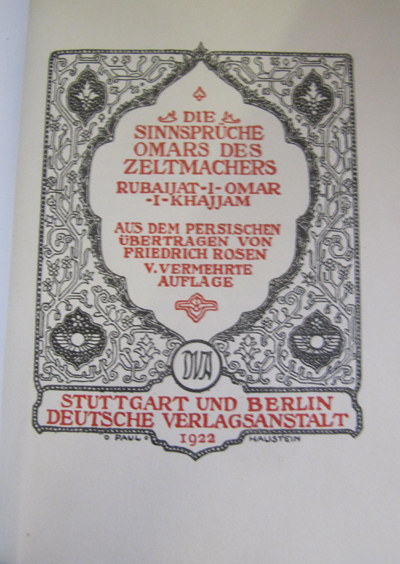 DIE
SINNSPRÜCHE
OMARS DES
ZELTMACHERS
RUBAIJAT-I-OMAR
-I-KHAJJAM
AUS DEM PERSISCHEN
ÜBERTRAGEN VON
FRIEDRICH ROSEN
V. VERMEHRTE
AUFLAGE
DVA
STUTTGART UND BERLIN
DEUTSCHE VERLAGSANSTALT
PAUL 1922 HAUSTEIN